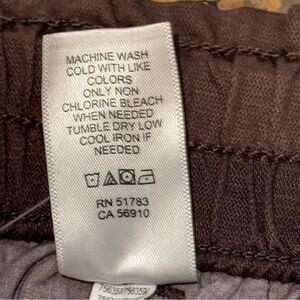 MACHINE WASH
COLD WITH LIKE
COLORS
ONLY NON
CHLORINE BLEACH
WHEN NEEDED
TUMBLE DRY LOW
COOL IRON IF
NEEDED
RN 51783
CA 56910